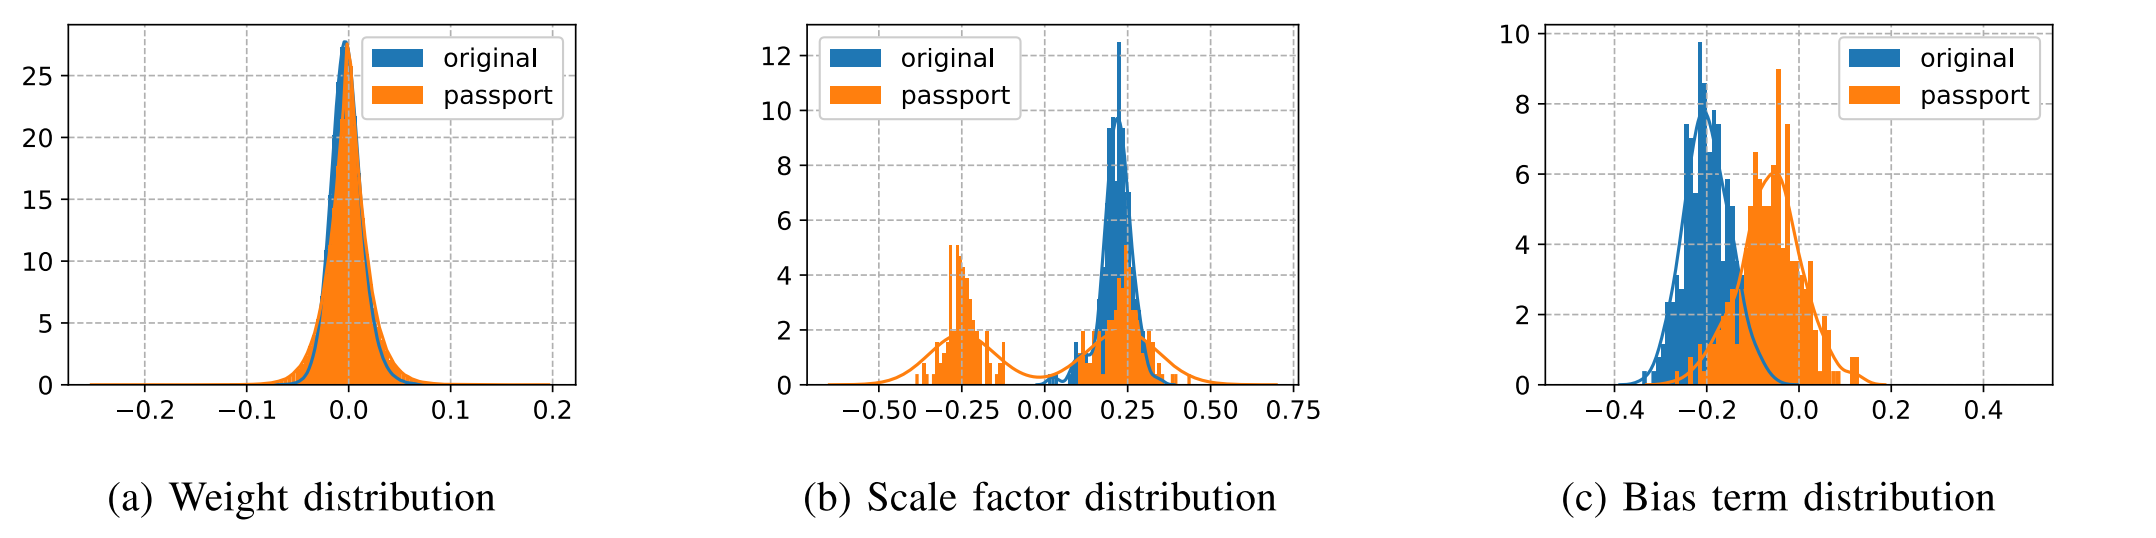 25
20
15
10
5
0
−0.2 −0.1 0.0 0.1 0.2
original
passport
(a) Weight distribution
12
10
8
6
4
2
0
−0.50 −0.25 0.00 0.25 0.50 0.75
original
passport
(b) Scale factor distribution
10
8
6
4
2
0
−0.4 −0.2 0.0 0.2 0.4
original
passport
(c) Bias term distribution